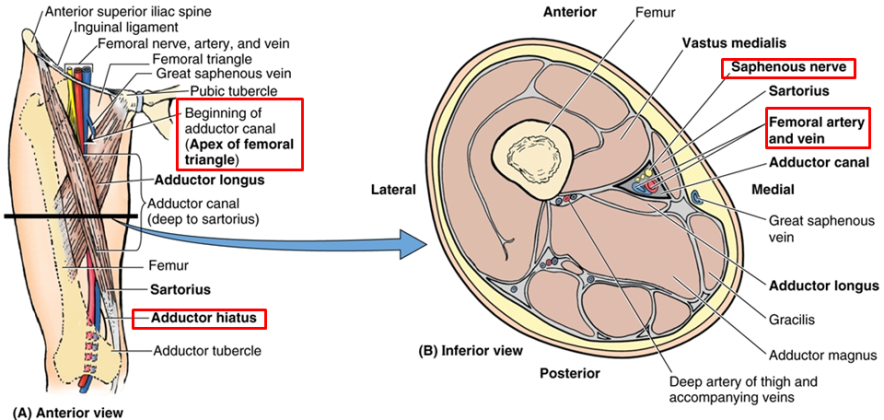 Anterior superior iliac spine
Inguinal ligament
Femoral nerve, artery, and vein
Femoral triangle
Great saphenous vein
Pubic tubercle
Beginning of
adductor canal
(Apex of femoral
triangle)
Adductor longus
Adductor canal
(deep to sartorius)
Femur
Sartorius
Adductor hiatus
Adductor tubercle
(A) Anterior view
Anterior
Femur
Vastus medialis
Saphenous nerve
Sartorius
Femoral artery
and vein
Adductor canal
Lateral
Medial
Great saphenous
vein
Adductor longus
Gracilis
Adductor magnus
(B) Inferior view
Posterior
Deep artery of thigh and
accompanying veins